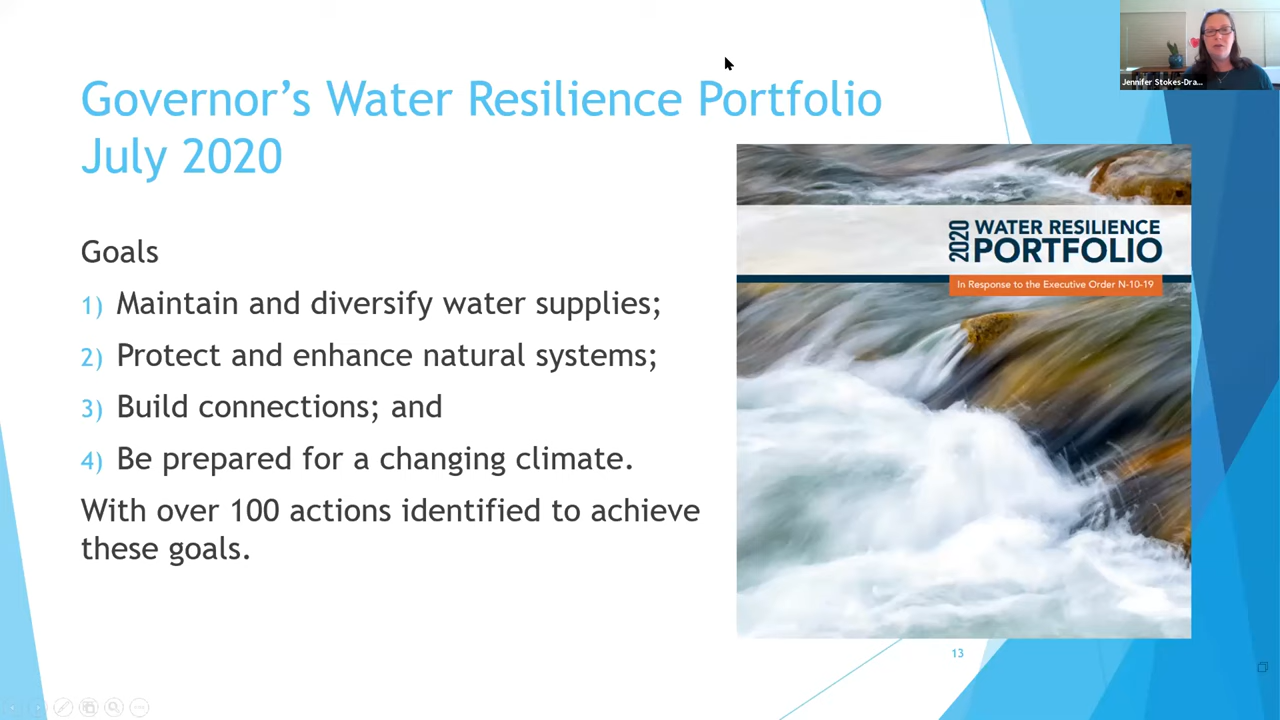 Governor’s Water Resilience Portfolio
July 2020
Goals
1) Maintain and diversify water supplies;
2) Protect and enhance natural systems;
3) Build connections; and
4) Be prepared for a changing climate.
With over 100 actions identified to achieve
these goals.
2020 WATER RESILIENCE
PORTFOLIO
In Response to the Executive Order N-10-19
13
Jennifer Stokes-Dra...